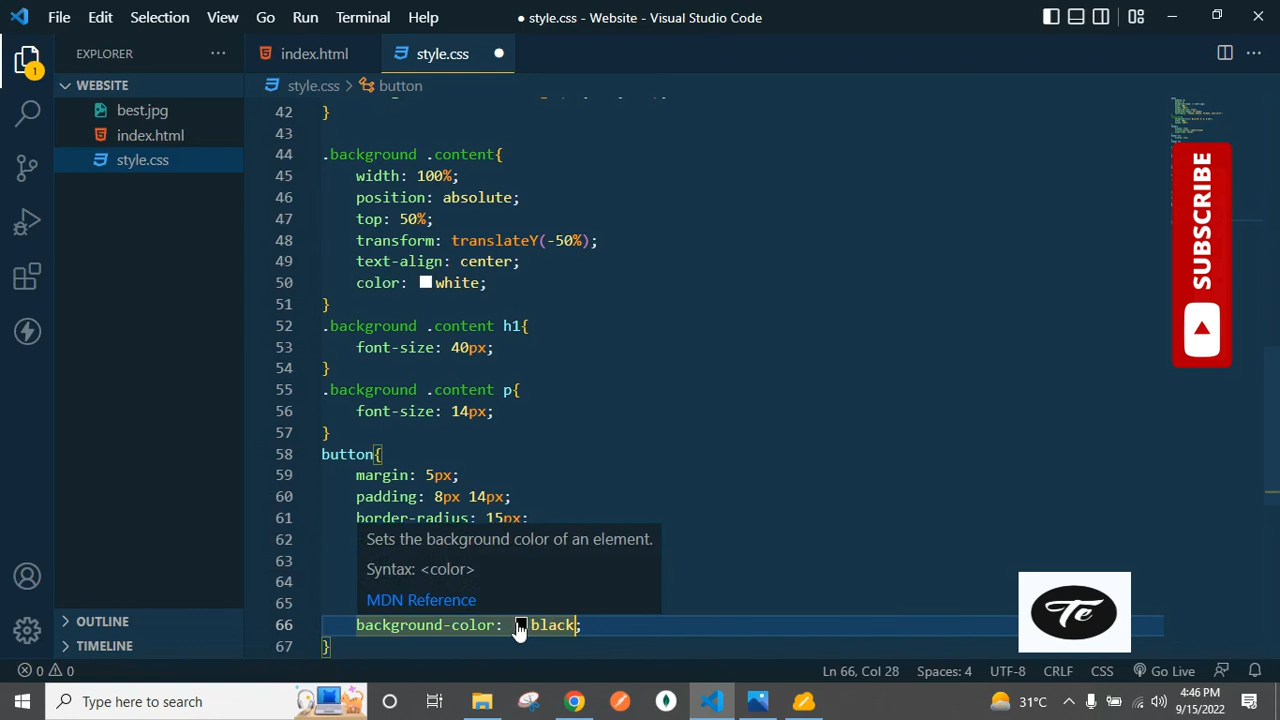 File Edit Selection View Go Run Terminal Help
● style.css - Website - Visual Studio Code
EXPLORER
index.html
style.css
WEBSITE
style.css > button
best.jpg
index.html
style.css
42 }
43
44 .background .content{
45 width: 100%;
46 position: absolute;
47 top: 50%;
48 transform: translateY(-50%);
49 text-align: center;
50 color: white;
51 }
52 .background .content h1{
53 font-size: 40px;
54 }
55 .background .content p{
56 font-size: 14px;
57 }
58 button{
59 margin: 5px;
60 padding: 8px 14px;
61 border-radius: 15px;
62
63
64
65
Sets the background color of an element.
Syntax: <color>
MDN Reference
66 background-color: black;
67 }
SUBSCRIBE
Te
1
OUTLINE
TIMELINE
0 0
Ln 66, Col 28 Spaces: 4 UTF-8 CRLF CSS Go Live
Type here to search
31°C
4:46 PM
9/15/2022